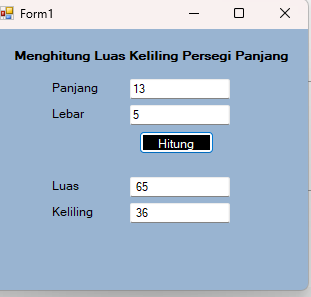 Form1
Menghitung Luas Keliling Persegi Panjang
Panjang 13
Lebar 5
Hitung
Luas 65
Keliling 36